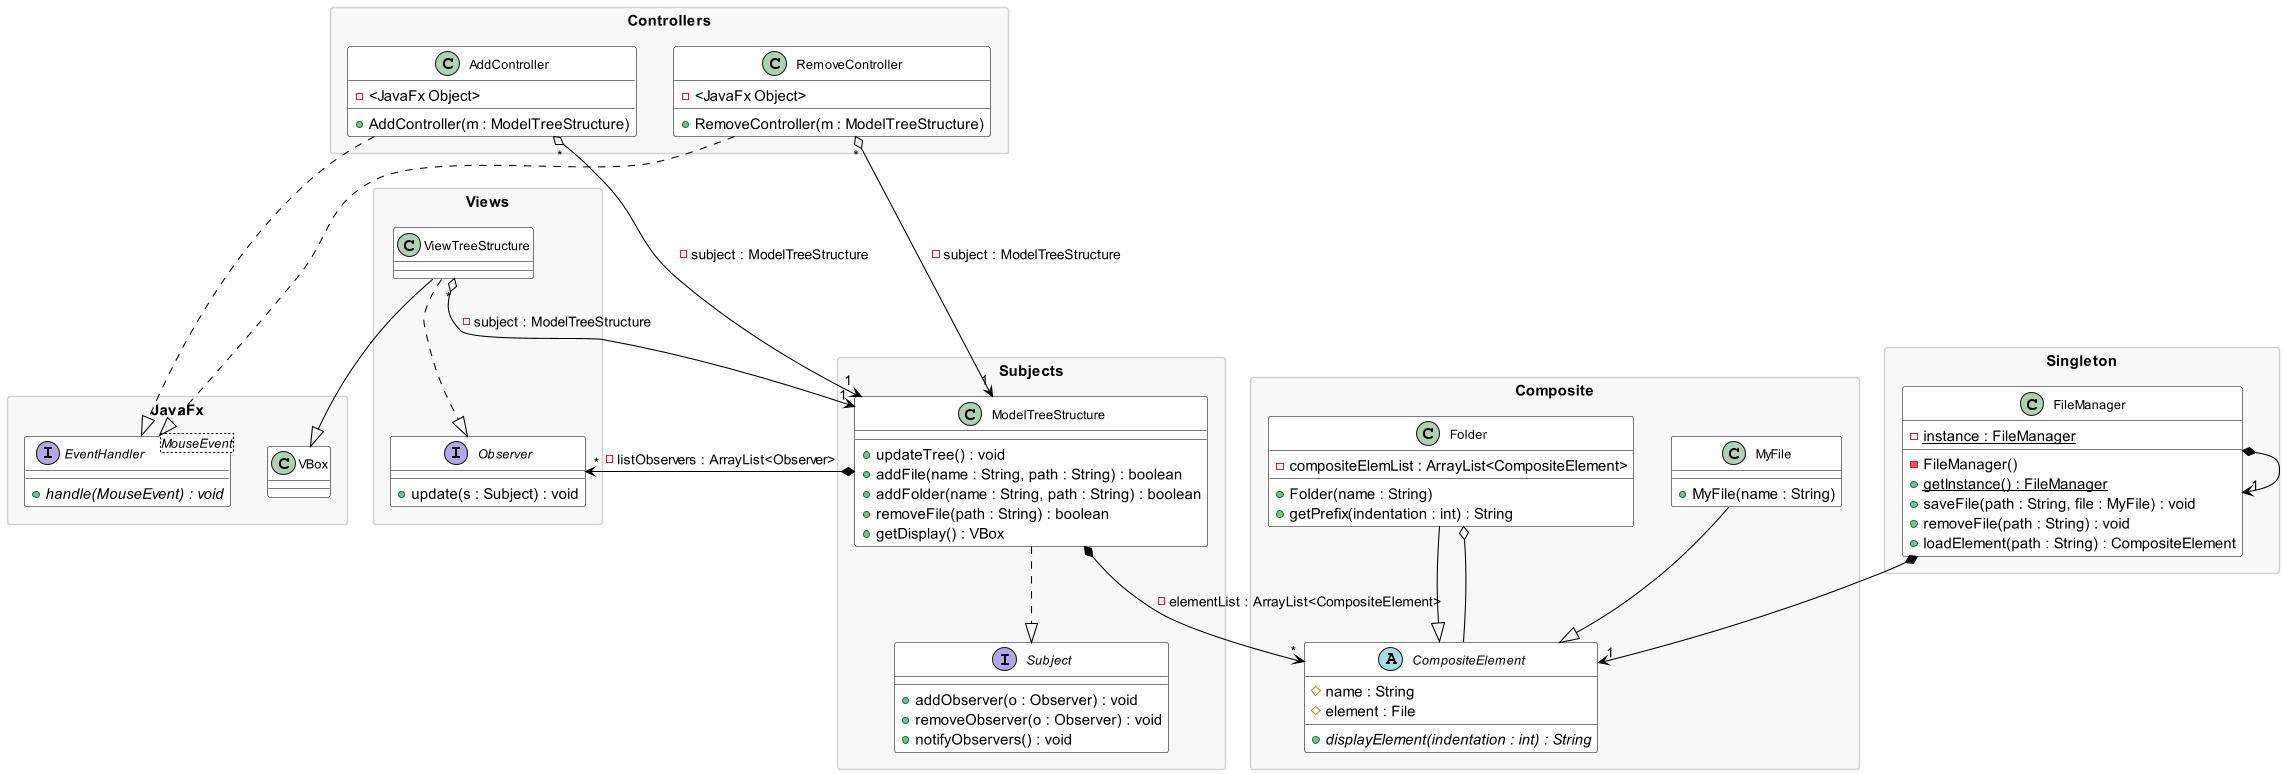 Controllers
C AddController
<JavaFx Object>
AddController(m : ModelTreeStructure)
C RemoveController
<JavaFx Object>
RemoveController(m : ModelTreeStructure)
*
*
Views
C ViewTreeStructure
*
subject : ModelTreeStructure
subject : ModelTreeStructure
subject : ModelTreeStructure
JavaFx
I EventHandler
MouseEvent
handle(MouseEvent) : void
C VBox
I Observer
update(s : Subject) : void
* listObservers : ArrayList<Observer>
Subjects
1
1
1
C ModelTreeStructure
updateTree() : void
addFile(name : String, path : String) : boolean
addFolder(name : String, path : String) : boolean
removeFile(path : String) : boolean
getDisplay() : VBox
I Subject
addObserver(o : Observer) : void
removeObserver(o : Observer) : void
notifyObservers() : void
elementList : ArrayList<CompositeElement>
*
Composite
C Folder
compositeElemList : ArrayList<CompositeElement>
Folder(name : String)
getPrefix(indentation : int) : String
C MyFile
MyFile(name : String)
A CompositeElement
name : String
element : File
displayElement(indentation : int) : String
1
Singleton
C FileManager
instance : FileManager
FileManager()
getInstance() : FileManager
saveFile(path : String, file : MyFile) : void
removeFile(path : String) : void
loadElement(path : String) : CompositeElement
1